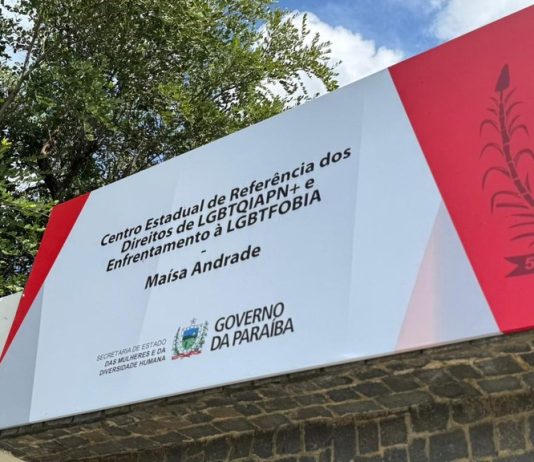 Centro Estadual de Referência dos
Direitos de LGBTQIAPN+ e
Enfrentamento à LGBTFOBIA
-
Maísa Andrade
SECRETARIA DE ESTADO
DAS MULHERES E DA
DIVERSIDADE HUMANA
GOVERNO
DA PARAÍBA